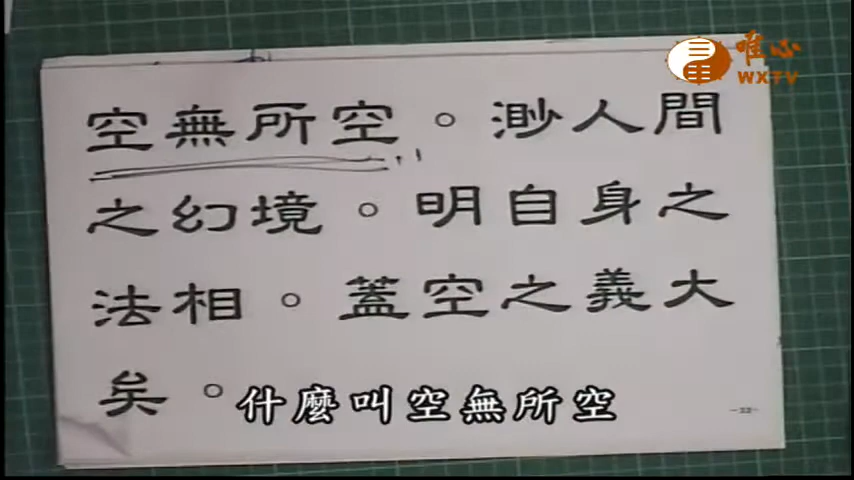 唯心
WXTV
空無所空。渺人間
之幻境。明自身之
法相。蓋空之義大
矣。
什麼叫空無所空